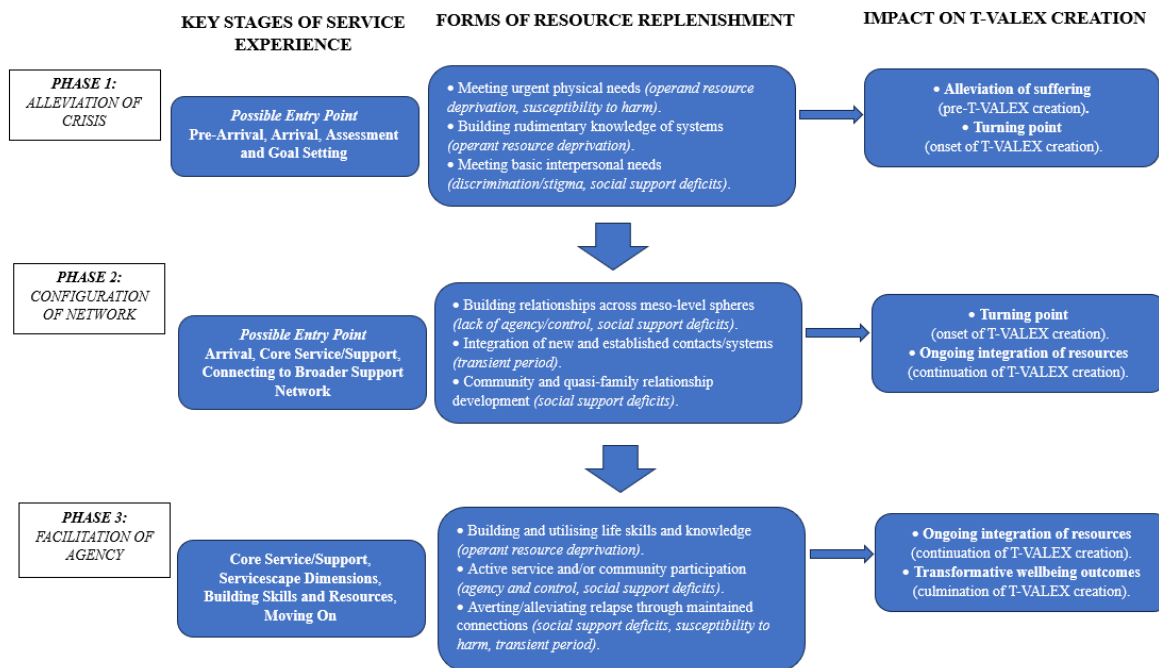 KEY STAGES OF SERVICE
EXPERIENCE
FORMS OF RESOURCE REPLENISHMENT
IMPACT ON T-VALEX CREATION
PHASE 1:
ALLEVIATION OF
CRISIS
Possible Entry Point
Pre-Arrival, Arrival, Assessment
and Goal Setting
• Meeting urgent physical needs (operand resource
deprivation, susceptibility to harm).
• Building rudimentary knowledge of systems
(operant resource deprivation).
• Meeting basic interpersonal needs
(discrimination/stigma, social support deficits).
• Alleviation of suffering
(pre-T-VALEX creation).
• Turning point
(onset of T-VALEX creation).
PHASE 2:
CONFIGURATION
OF NETWORK
Possible Entry Point
Arrival, Core Service/Support,
Connecting to Broader Support
Network
• Building relationships across meso-level spheres
(lack of agency/control, social support deficits).
• Integration of new and established contacts/systems
(transient period).
• Community and quasi-family relationship
development (social support deficits).
• Turning point
(onset of T-VALEX creation).
• Ongoing integration of resources
(continuation of T-VALEX creation).
PHASE 3:
FACILITATION OF
AGENCY
Core Service/Support,
Servicescape Dimensions,
Building Skills and Resources,
Moving On
• Building and utilising life skills and knowledge
(operant resource deprivation).
• Active service and/or community participation
(agency and control, social support deficits).
• Averting/alleviating relapse through maintained
connections (social support deficits, susceptibility to
harm, transient period).
• Ongoing integration of resources
(continuation of T-VALEX creation).
• Transformative wellbeing outcomes
(culmination of T-VALEX creation).